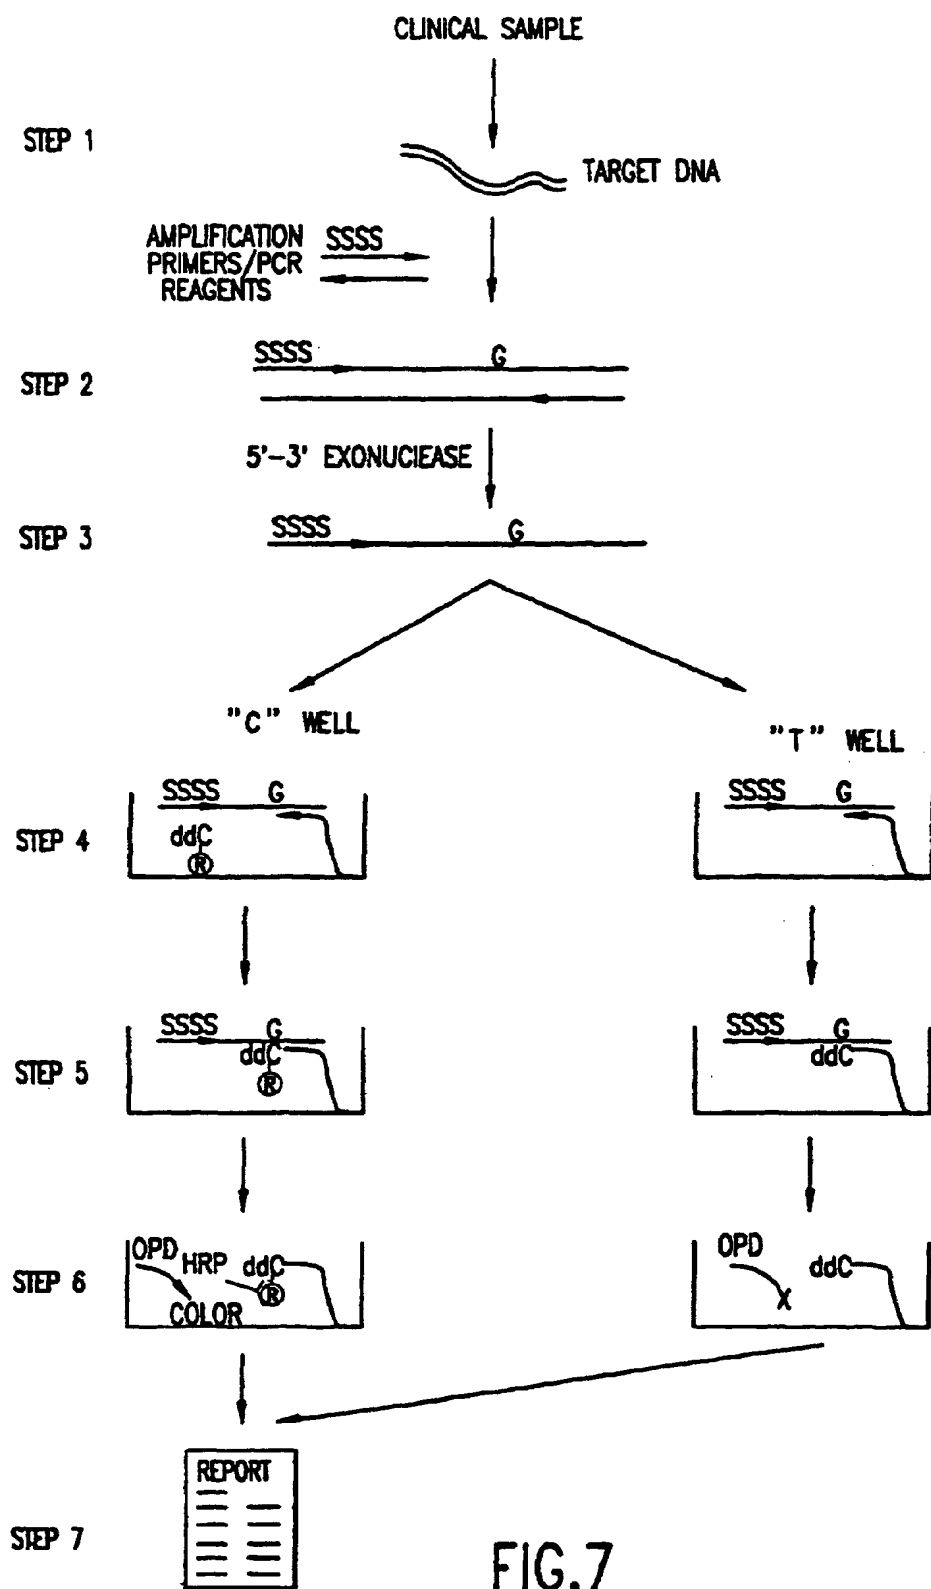 CLINICAL SAMPLE
STEP 1
TARGET DNA
AMPLIFICATION
PRIMERS/PCR
REAGENTS
SSSS
STEP 2
SSSS
G
5'-3' EXONUCIEASE
STEP 3
SSSS
G
"C" WELL
"T" WELL
STEP 4
SSSS
G
ddC
R
SSSS
G
STEP 5
SSSS
G
ddC
R
SSSS
G
ddC
STEP 6
OPD
HRP
ddC
R
COLOR
OPD
ddC
X
STEP 7
REPORT
FIG.7